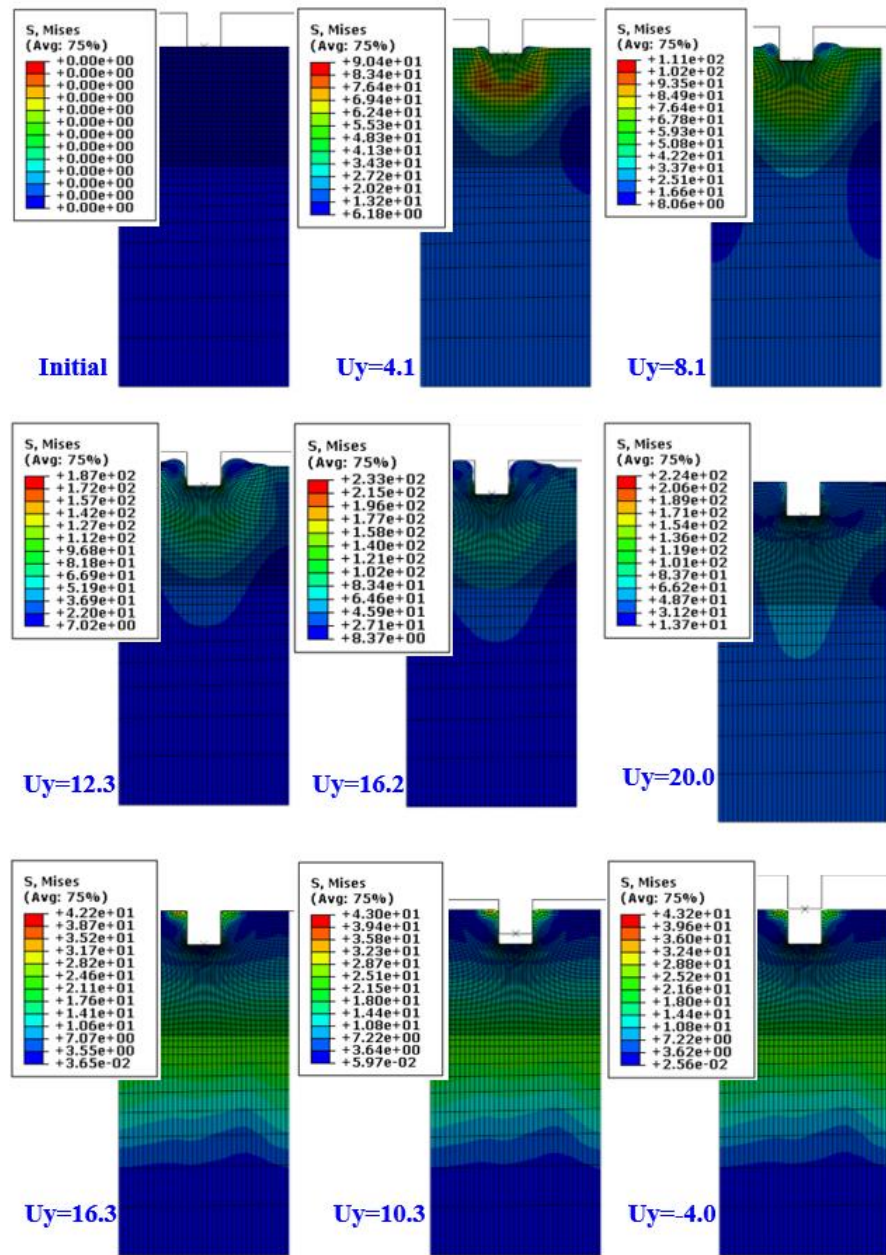 S, Mises
(Avg: 75%)
+0.00e+00
+0.00e+00
+0.00e+00
+0.00e+00
+0.00e+00
+0.00e+00
+0.00e+00
+0.00e+00
+0.00e+00
+0.00e+00
+0.00e+00
+0.00e+00
+0.00e+00
Initial
S, Mises
(Avg: 75%)
+9.04e+01
+8.34e+01
+7.64e+01
+6.94e+01
+6.24e+01
+5.53e+01
+4.83e+01
+4.13e+01
+3.43e+01
+2.72e+01
+2.02e+01
+1.32e+01
+6.18e+00
Uy=4.1
S, Mises
(Avg: 75%)
+1.11e+02
+1.02e+02
+9.35e+01
+8.49e+01
+7.64e+01
+6.78e+01
+5.93e+01
+5.08e+01
+4.22e+01
+3.37e+01
+2.51e+01
+1.66e+01
+8.06e+00
Uy=8.1
S, Mises
(Avg: 75%)
+1.87e+02
+1.72e+02
+1.57e+02
+1.42e+02
+1.27e+02
+1.12e+02
+9.68e+01
+8.18e+01
+6.69e+01
+5.19e+01
+3.69e+01
+2.20e+01
+7.02e+00
Uy=12.3
S, Mises
(Avg: 75%)
+2.33e+02
+2.15e+02
+1.96e+02
+1.77e+02
+1.58e+02
+1.40e+02
+1.21e+02
+1.02e+02
+8.34e+01
+6.46e+01
+4.59e+01
+2.71e+01
+8.37e+00
Uy=16.2
S, Mises
(Avg: 75%)
+2.24e+02
+2.06e+02
+1.89e+02
+1.71e+02
+1.54e+02
+1.36e+02
+1.19e+02
+1.01e+02
+8.37e+01
+6.62e+01
+4.87e+01
+3.12e+01
+1.37e+01
Uy=20.0
S, Mises
(Avg: 75%)
+4.22e+01
+3.87e+01
+3.52e+01
+3.17e+01
+2.82e+01
+2.46e+01
+2.11e+01
+1.76e+01
+1.41e+01
+1.06e+01
+7.07e+00
+3.55e+00
+3.65e-02
Uy=16.3
S, Mises
(Avg: 75%)
+4.30e+01
+3.94e+01
+3.58e+01
+3.23e+01
+2.87e+01
+2.51e+01
+2.15e+01
+1.80e+01
+1.44e+01
+1.08e+01
+7.22e+00
+3.64e+00
+5.97e-02
Uy=10.3
S, Mises
(Avg: 75%)
+4.32e+01
+3.96e+01
+3.60e+01
+3.24e+01
+2.88e+01
+2.52e+01
+2.16e+01
+1.80e+01
+1.44e+01
+1.08e+01
+7.22e+00
+3.62e+00
+2.56e-02
Uy=-4.0